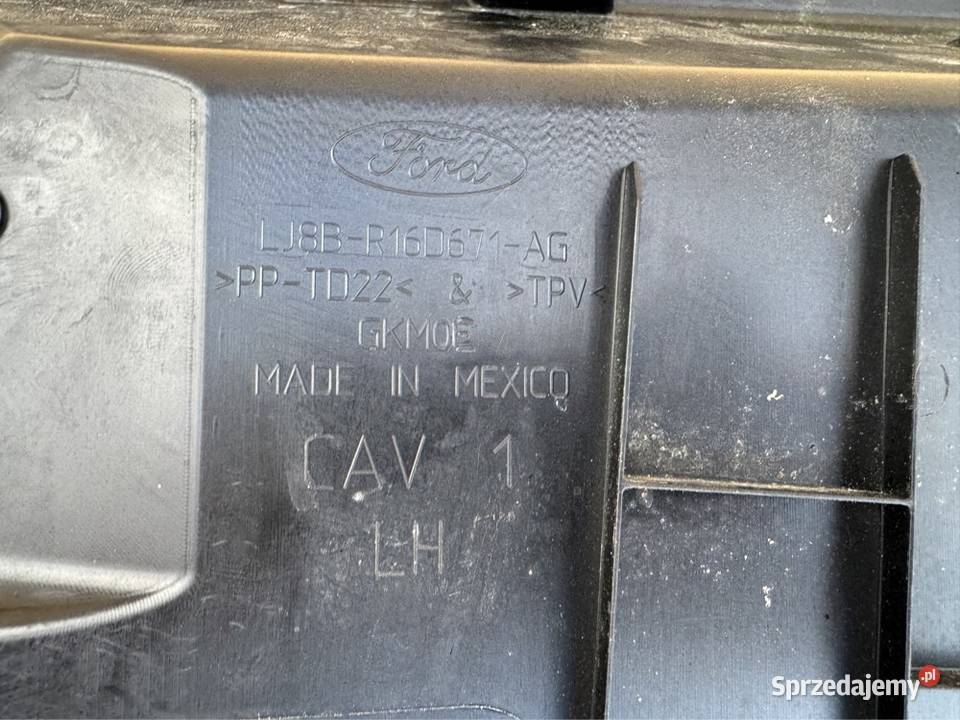 Ford
LJ8B-R16D671-AG
>PP-TD22< & >TPV<
GKM0E
MADE IN MEXICO
CAV 1
LH
Sprzedajemy.pl